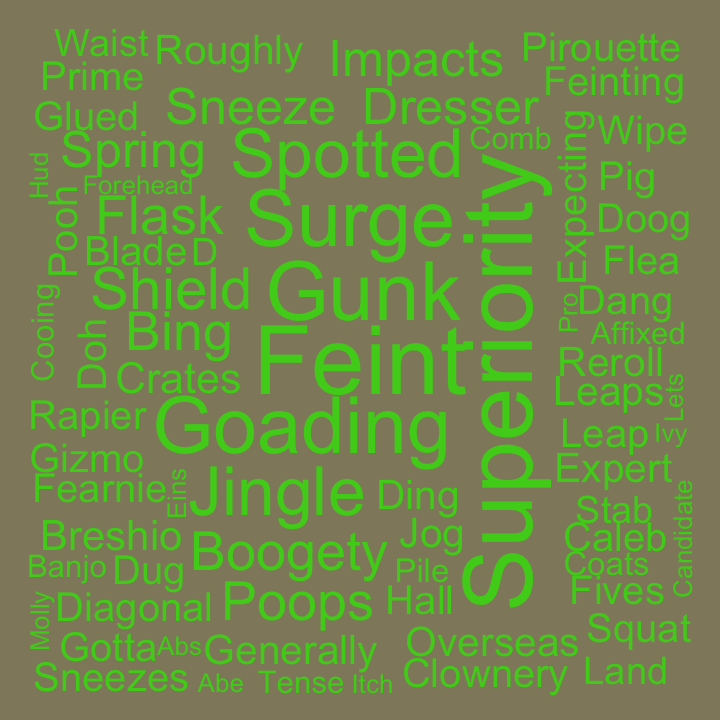 Waist
Roughly
Impacts
Pirouette
Prime
Feinting
Glued
Sneeze
Dresser
Comb
Expecting
Wipe
Hud
Spring
Spotted
Superiority
Pig
Forehead
Pooh
Flask
Surge
Doog
Blade
D
Flea
Cooing
Shield
Gunk
Pro
Dang
Doh
Bing
Affixed
Crates
Feint
Reroll
Leaps
Lets
Rapier
Goading
Leap
Ivy
Gizmo
Expert
Fearnie
Eins
Jingle
Ding
Stab
Candidate
Breshio
Boogety
Jog
Caleb
Banjo
Dug
Pile
Coats
Fives
Molly
Diagonal
Poops
Hall
Squat
Gotta
Abs
Generally
Overseas
Sneezes
Abe
Tense
Itch
Clownery
Land